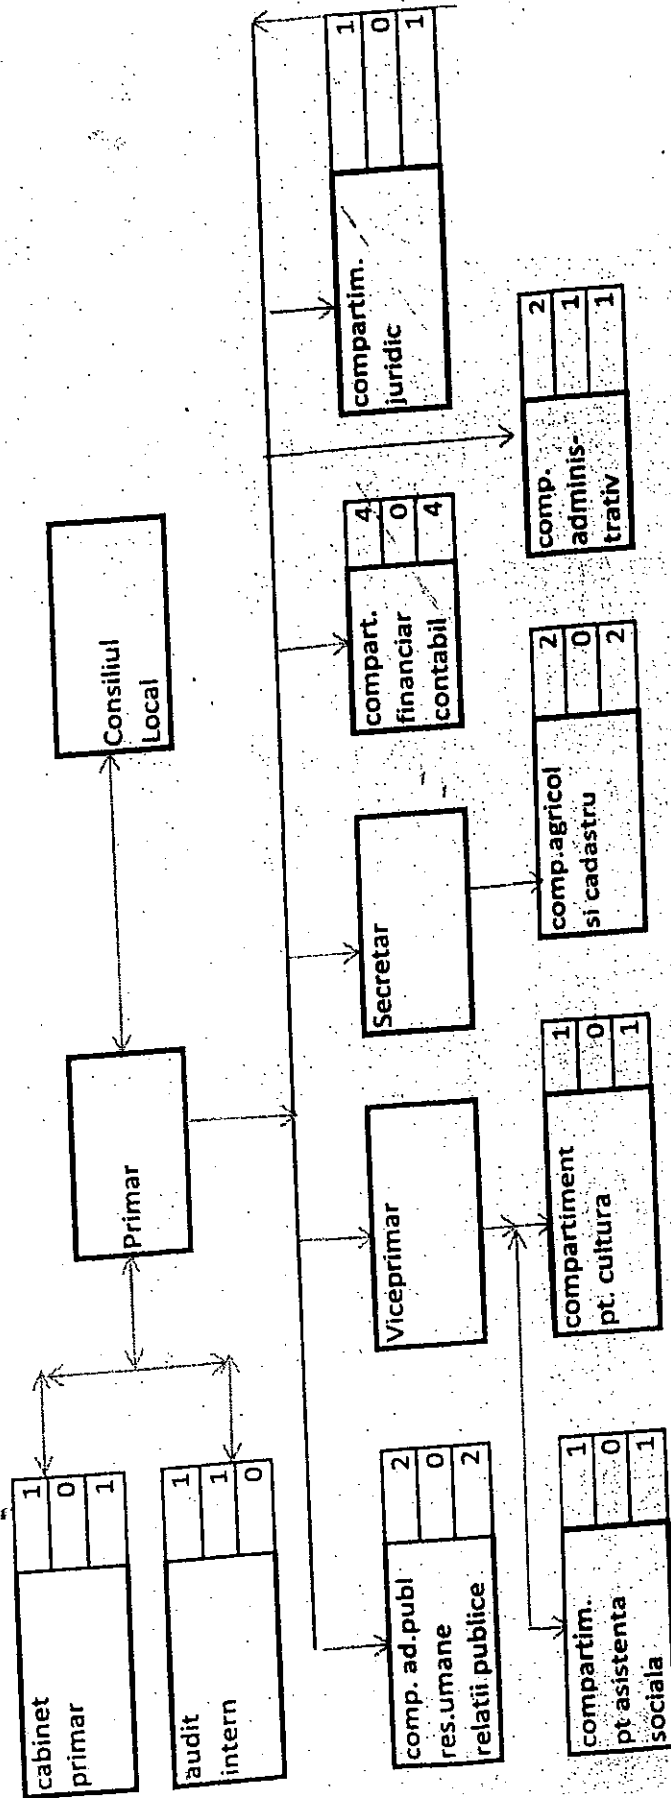 cabinet
primar
1
0
1
audit
intern
1
1
0
Primar
Consiliul
Local
comp. ad.publ
res.umane
relatii publice
2
0
2
Viceprimar
Secretar
compart.
financiar
contabil
4
0
4
compartim.
juridic
1
0
1
compartim.
pt asistenta
sociala
1
0
1
compartiment
pt. cultura
1
0
1
comp.agricol
si cadastru
2
0
2
comp.
adminis-
trativ
2
1
1